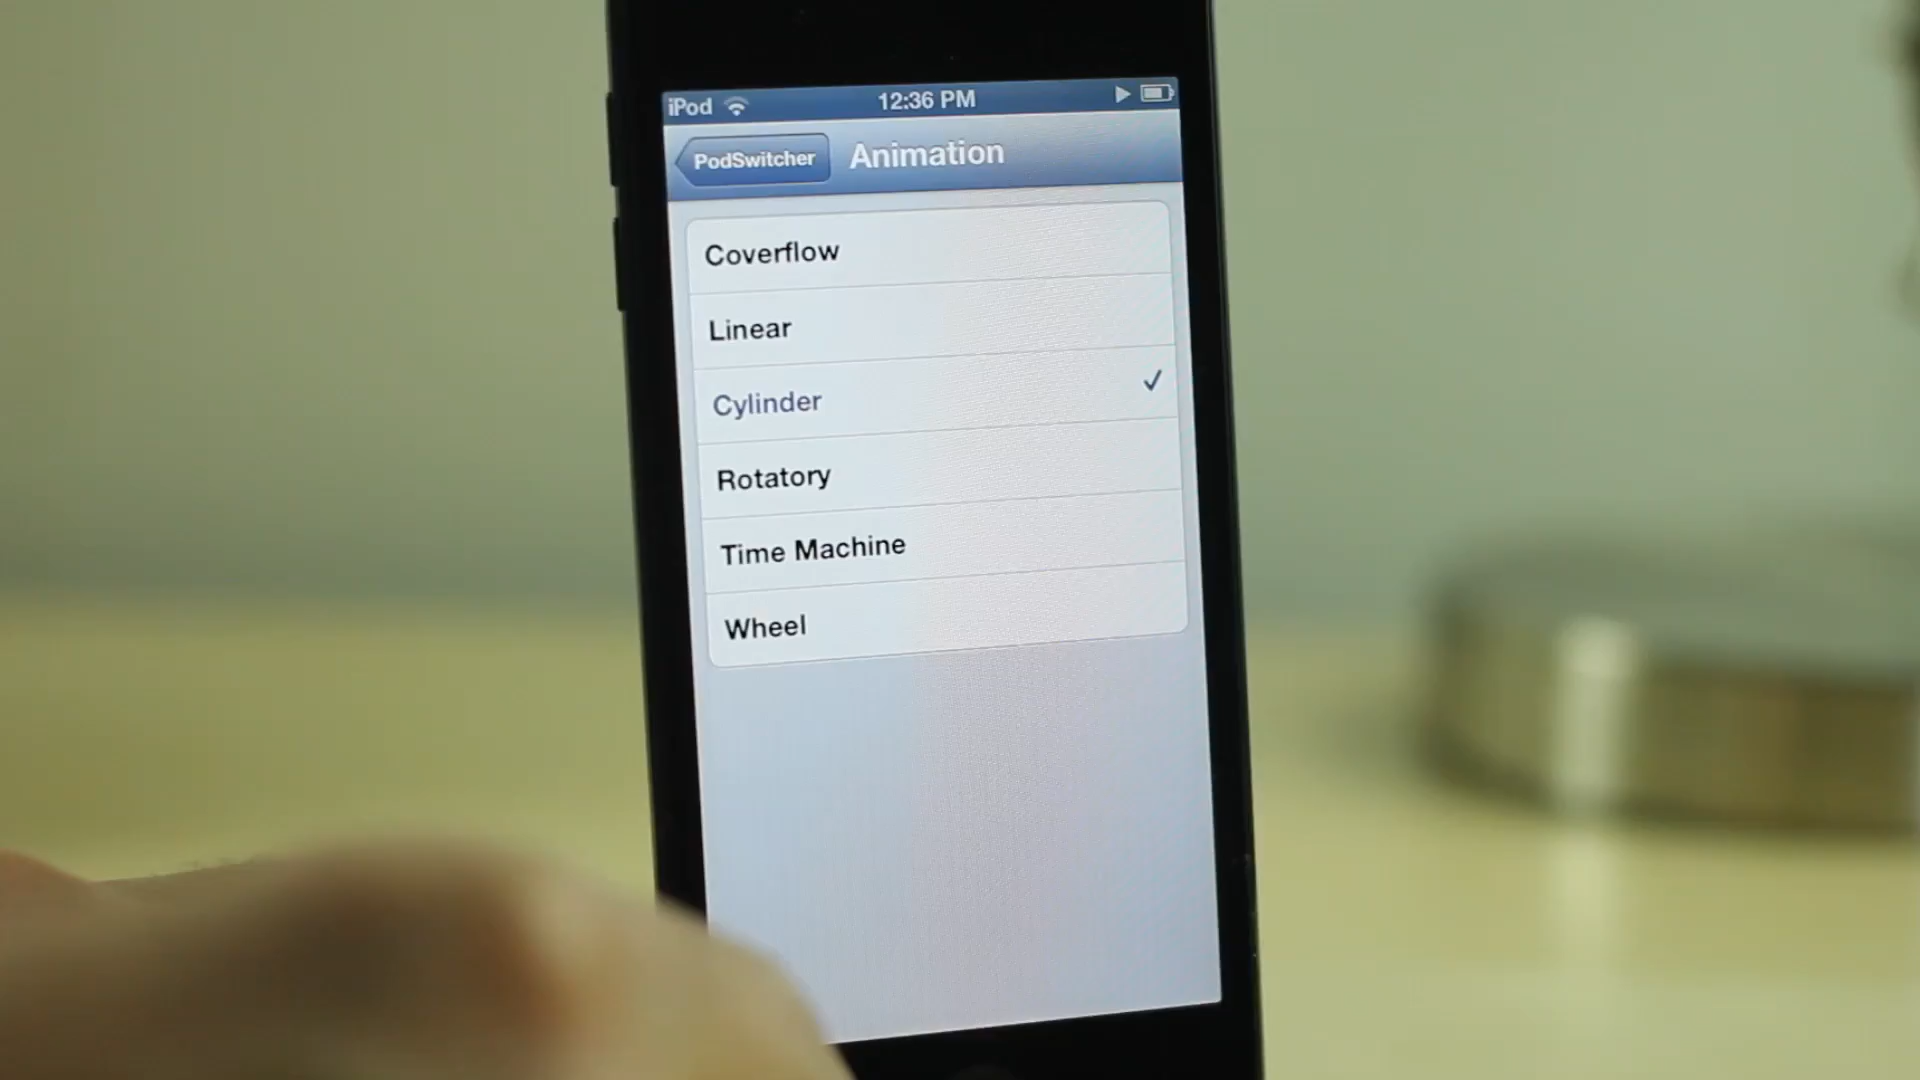 iPod 12:36 PM
PodSwitcher Animation
Coverflow
Linear
Cylinder
Rotatory
Time Machine
Wheel